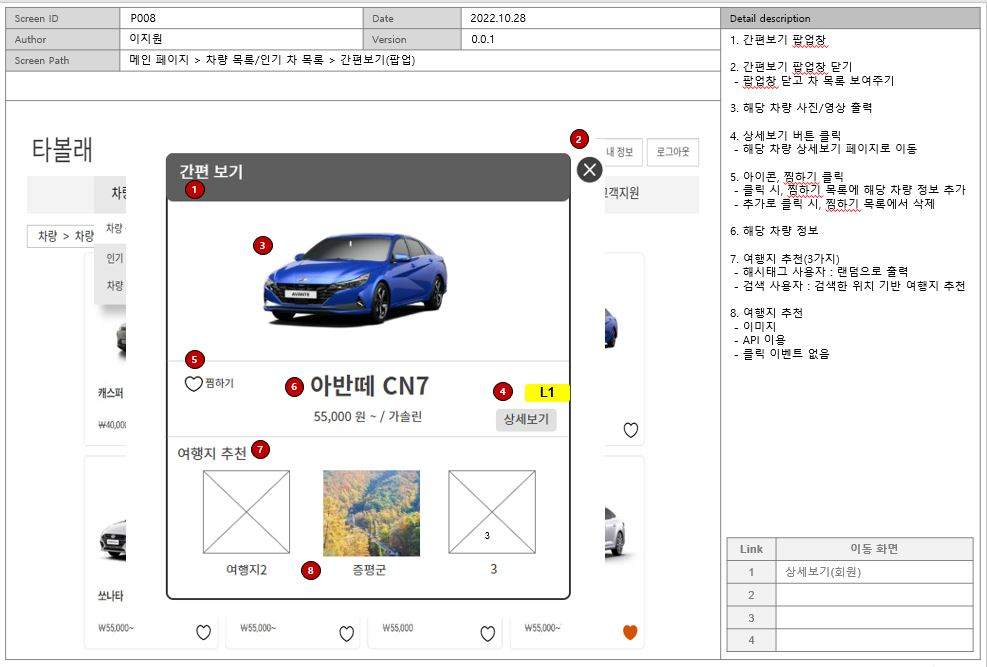 Screen ID P008 Date 2022.10.28
Author 이지원 Version 0.0.1
Screen Path 메인 페이지 > 차량 목록/인기 차 목록 > 간편보기(팝업)
타볼래
2
내 정보 로그아웃
간편 보기
1
차량
고객지원
차량 > 차량
차량
인기
차량
3
AVANTE
5
찜하기
6
아반떼 CN7
4
L1
55,000 원 ~ / 가솔린
상세보기
캐스퍼
₩40,000
여행지 추천
7
3
여행지2
8
증평군
3
쏘나타
₩55,000~
₩55,000~
₩55,000
₩55,000~
Detail description
1. 간편보기 팝업창
2. 간편보기 팝업창 닫기
- 팝업창 닫고 차 목록 보여주기
3. 해당 차량 사진/영상 출력
4. 상세보기 버튼 클릭
- 해당 차량 상세보기 페이지로 이동
5. 아이콘, 찜하기 클릭
- 클릭 시, 찜하기 목록에 해당 차량 정보 추가
- 추가로 클릭 시, 찜하기 목록에서 삭제
6. 해당 차량 정보
7. 여행지 추천(3가지)
- 해시태그 사용자 : 랜덤으로 출력
- 검색 사용자 : 검색한 위치 기반 여행지 추천
8. 여행지 추천
- 이미지
- API 이용
- 클릭 이벤트 없음
Link 이동 화면
1 상세보기(회원)
2
3
4